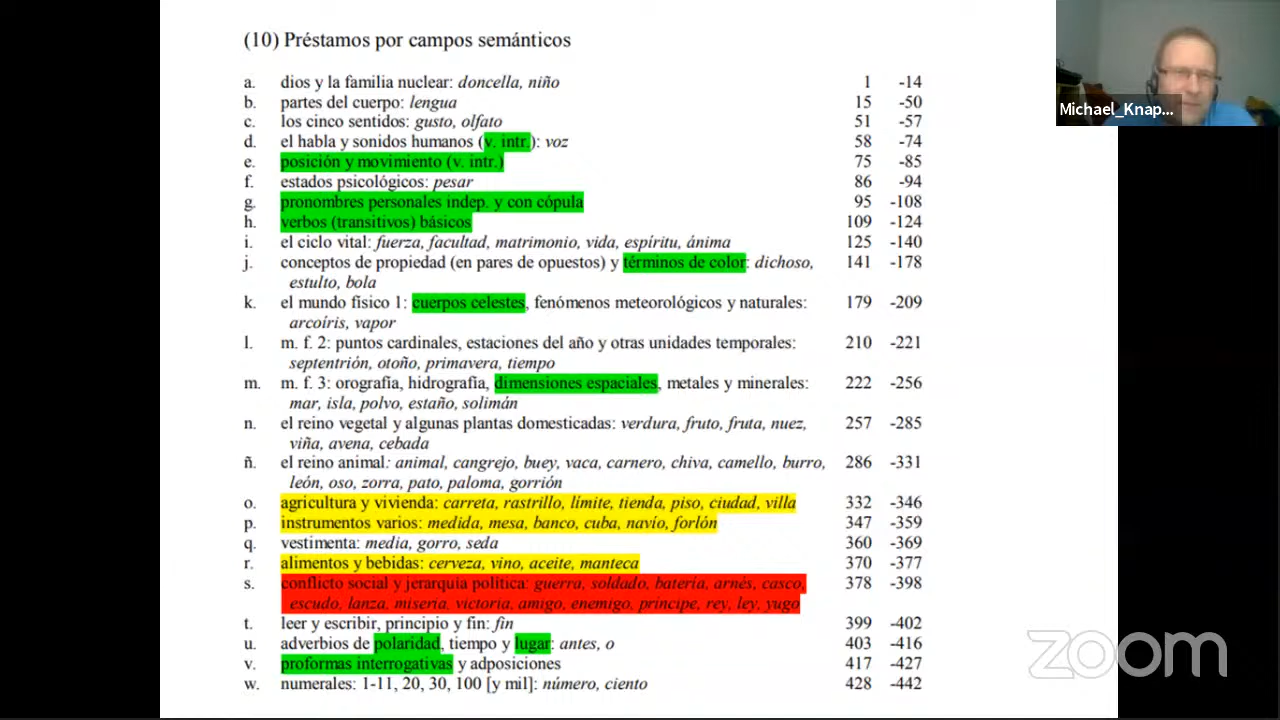 (10) Préstamos por campos semánticos
a. dios y la familia nuclear: doncella, niño 1 -14
b. partes del cuerpo: lengua 15 -50
c. los cinco sentidos: gusto, olfato 51 -57
d. el habla y sonidos humanos (v. intr.): voz 58 -74
e. posición y movimiento (v. intr.) 75 -85
f. estados psicológicos: pesar 86 -94
g. pronombres personales indep. y con cópula 95 -108
h. verbos (transitivos) básicos 109 -124
i. el ciclo vital: fuerza, facultad, matrimonio, vida, espíritu, ánima 125 -140
j. conceptos de propiedad (en pares de opuestos) y términos de color: dichoso, 141 -178
estulto, bola
k. el mundo físico 1: cuerpos celestes, fenómenos meteorológicos y naturales: 179 -209
arcoíris, vapor
l. m. f. 2: puntos cardinales, estaciones del año y otras unidades temporales: 210 -221
septentrión, otoño, primavera, tiempo
m. m. f. 3: orografía, hidrografía, dimensiones espaciales, metales y minerales: 222 -256
mar, isla, polvo, estaño, solimán
n. el reino vegetal y algunas plantas domesticadas: verdura, fruto, fruta, nuez, 257 -285
viña, avena, cebada
ñ. el reino animal: animal, cangrejo, buey, vaca, carnero, chiva, camello, burro, 286 -331
león, oso, zorra, pato, paloma, gorrión
o. agricultura y vivienda: carreta, rastrillo, límite, tienda, piso, ciudad, villa 332 -346
p. instrumentos varios: medida, mesa, banco, cuba, navío, forlón 347 -359
q. vestimenta: media, gorro, seda 360 -369
r. alimentos y bebidas: cerveza, vino, aceite, manteca 370 -377
s. conflicto social y jerarquía política: guerra, soldado, batería, arnés, casco, 378 -398
escudo, lanza, miseria, victoria, amigo, enemigo, príncipe, rey, ley, yugo
t. leer y escribir, principio y fin: fin 399 -402
u. adverbios de polaridad, tiempo y lugar: antes, o 403 -416
v. proformas interrogativas y adposiciones 417 -427
w. numerales: 1-11, 20, 30, 100 [y mil]: número, ciento 428 -442
Michael_Knap...
zoom